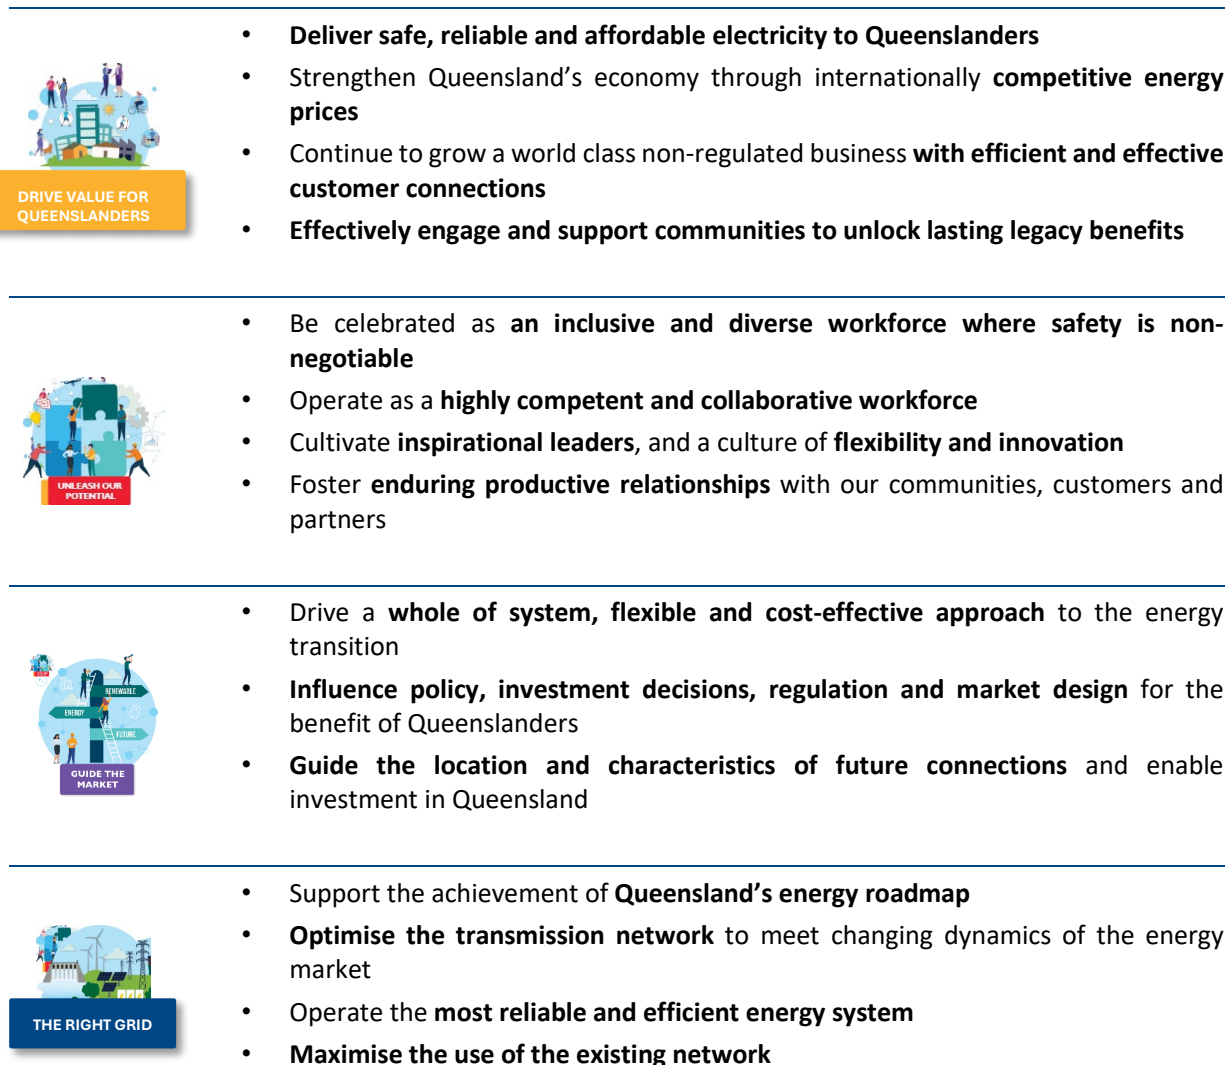 • Deliver safe, reliable and affordable electricity to Queenslanders
• Strengthen Queensland’s economy through internationally competitive energy
prices
• Continue to grow a world class non-regulated business with efficient and effective
customer connections
• Effectively engage and support communities to unlock lasting legacy benefits
DRIVE VALUE FOR
QUEENSLANDERS
• Be celebrated as an inclusive and diverse workforce where safety is non-
negotiable
• Operate as a highly competent and collaborative workforce
• Cultivate inspirational leaders, and a culture of flexibility and innovation
• Foster enduring productive relationships with our communities, customers and
partners
UNLEASH OUR
POTENTIAL
• Drive a whole of system, flexible and cost-effective approach to the energy
transition
• Influence policy, investment decisions, regulation and market design for the
benefit of Queenslanders
• Guide the location and characteristics of future connections and enable
investment in Queensland
RENEWABLE
ENERGY
FUTURE
GUIDE THE
MARKET
• Support the achievement of Queensland’s energy roadmap
• Optimise the transmission network to meet changing dynamics of the energy
market
• Operate the most reliable and efficient energy system
• Maximise the use of the existing network
THE RIGHT GRID